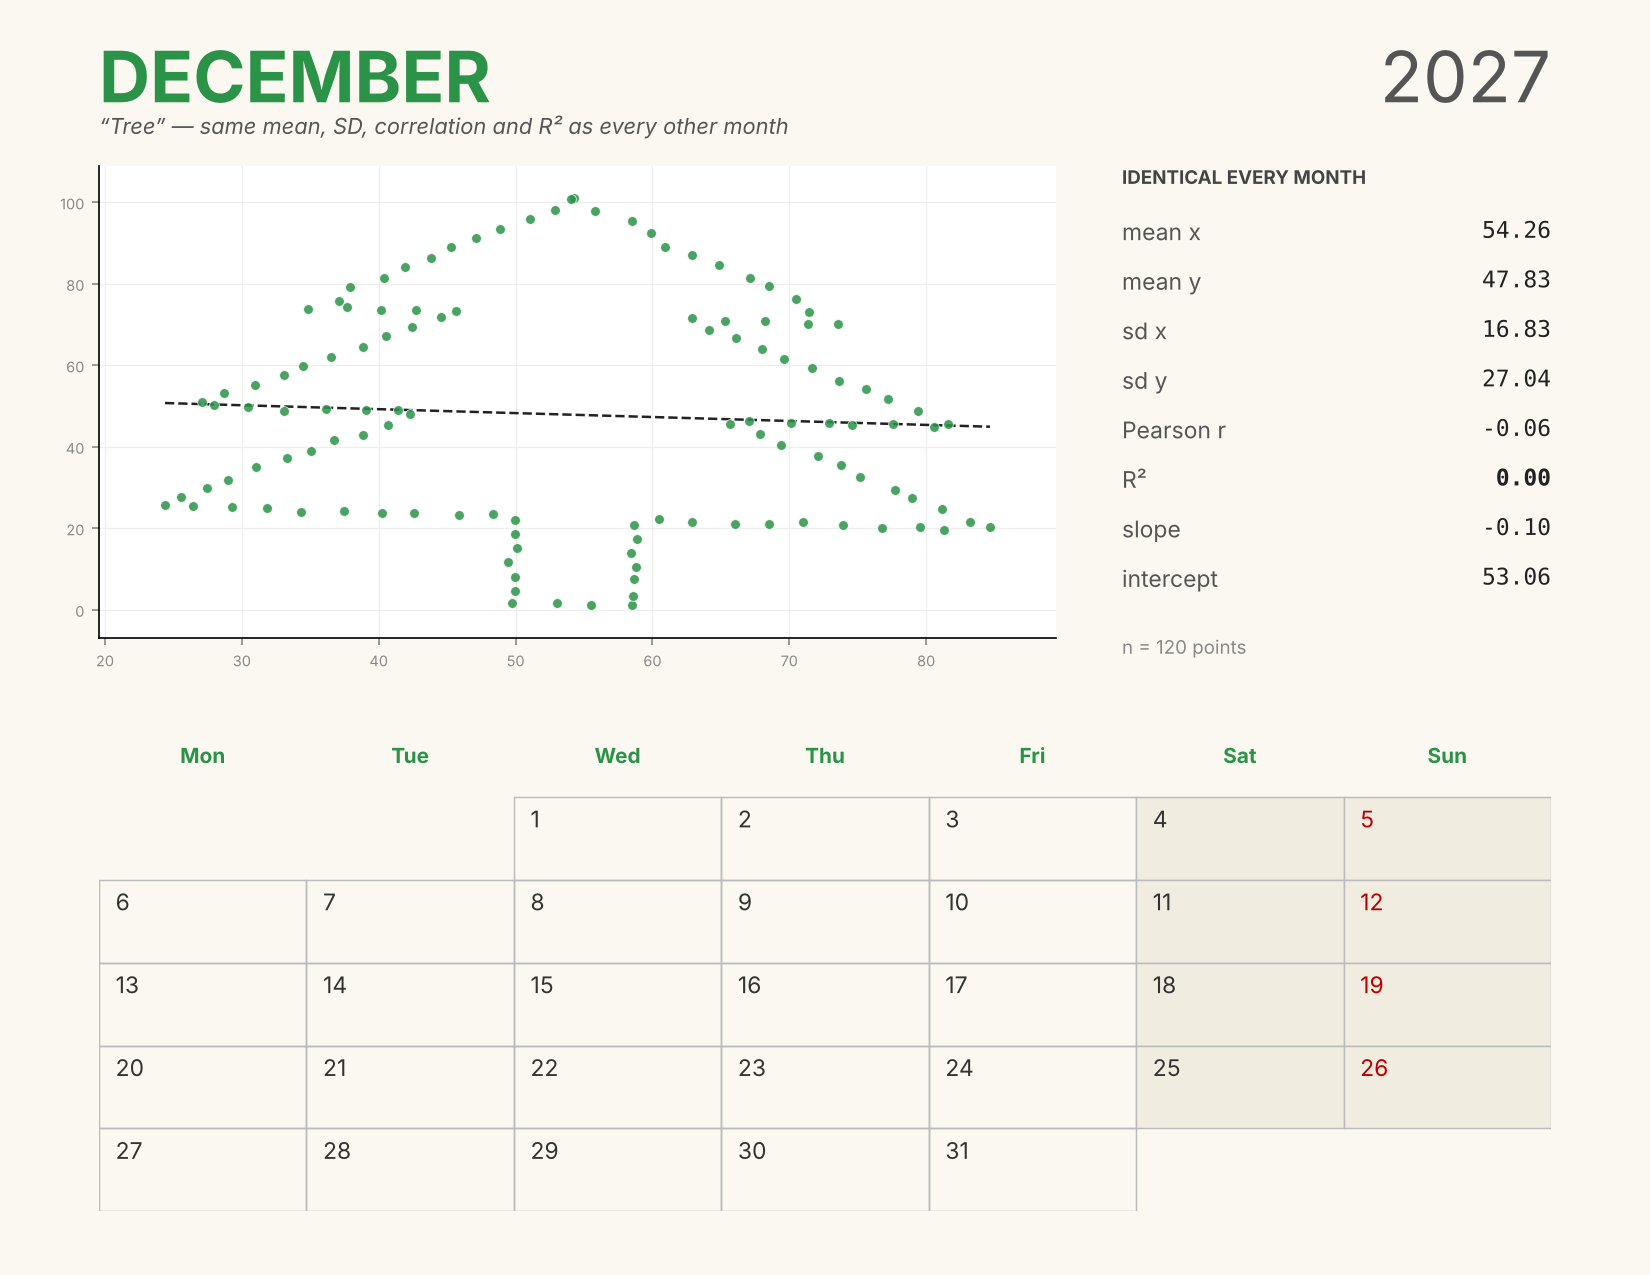 DECEMBER 2027
“Tree” — same mean, SD, correlation and R² as every other month
100
80
60
40
20
0
20 30 40 50 60 70 80
IDENTICAL EVERY MONTH
mean x 54.26
mean y 47.83
sd x 16.83
sd y 27.04
Pearson r -0.06
R² 0.00
slope -0.10
intercept 53.06
n = 120 points
Mon Tue Wed Thu Fri Sat Sun
1 2 3 4 5
6 7 8 9 10 11 12
13 14 15 16 17 18 19
20 21 22 23 24 25 26
27 28 29 30 31